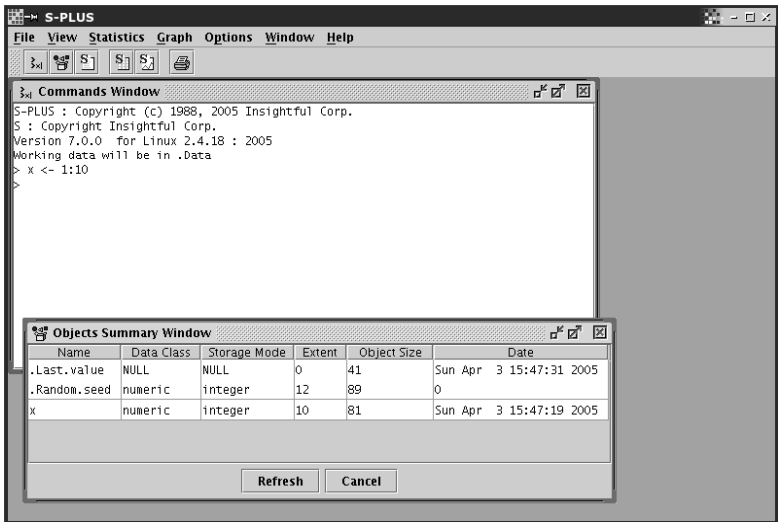 S-PLUS
File View Statistics Graph Options Window Help
Commands Window
S-PLUS : Copyright (c) 1988, 2005 Insightful Corp.
S : Copyright Insightful Corp.
Version 7.0.0 for Linux 2.4.18 : 2005
Working data will be in .Data
> x <- 1:10
>
Objects Summary Window
Name Data Class Storage Mode Extent Object Size Date
.Last.value NULL NULL 0 41 Sun Apr 3 15:47:31 2005
.Random.seed numeric integer 12 89 0
x numeric integer 10 81 Sun Apr 3 15:47:19 2005
Refresh Cancel